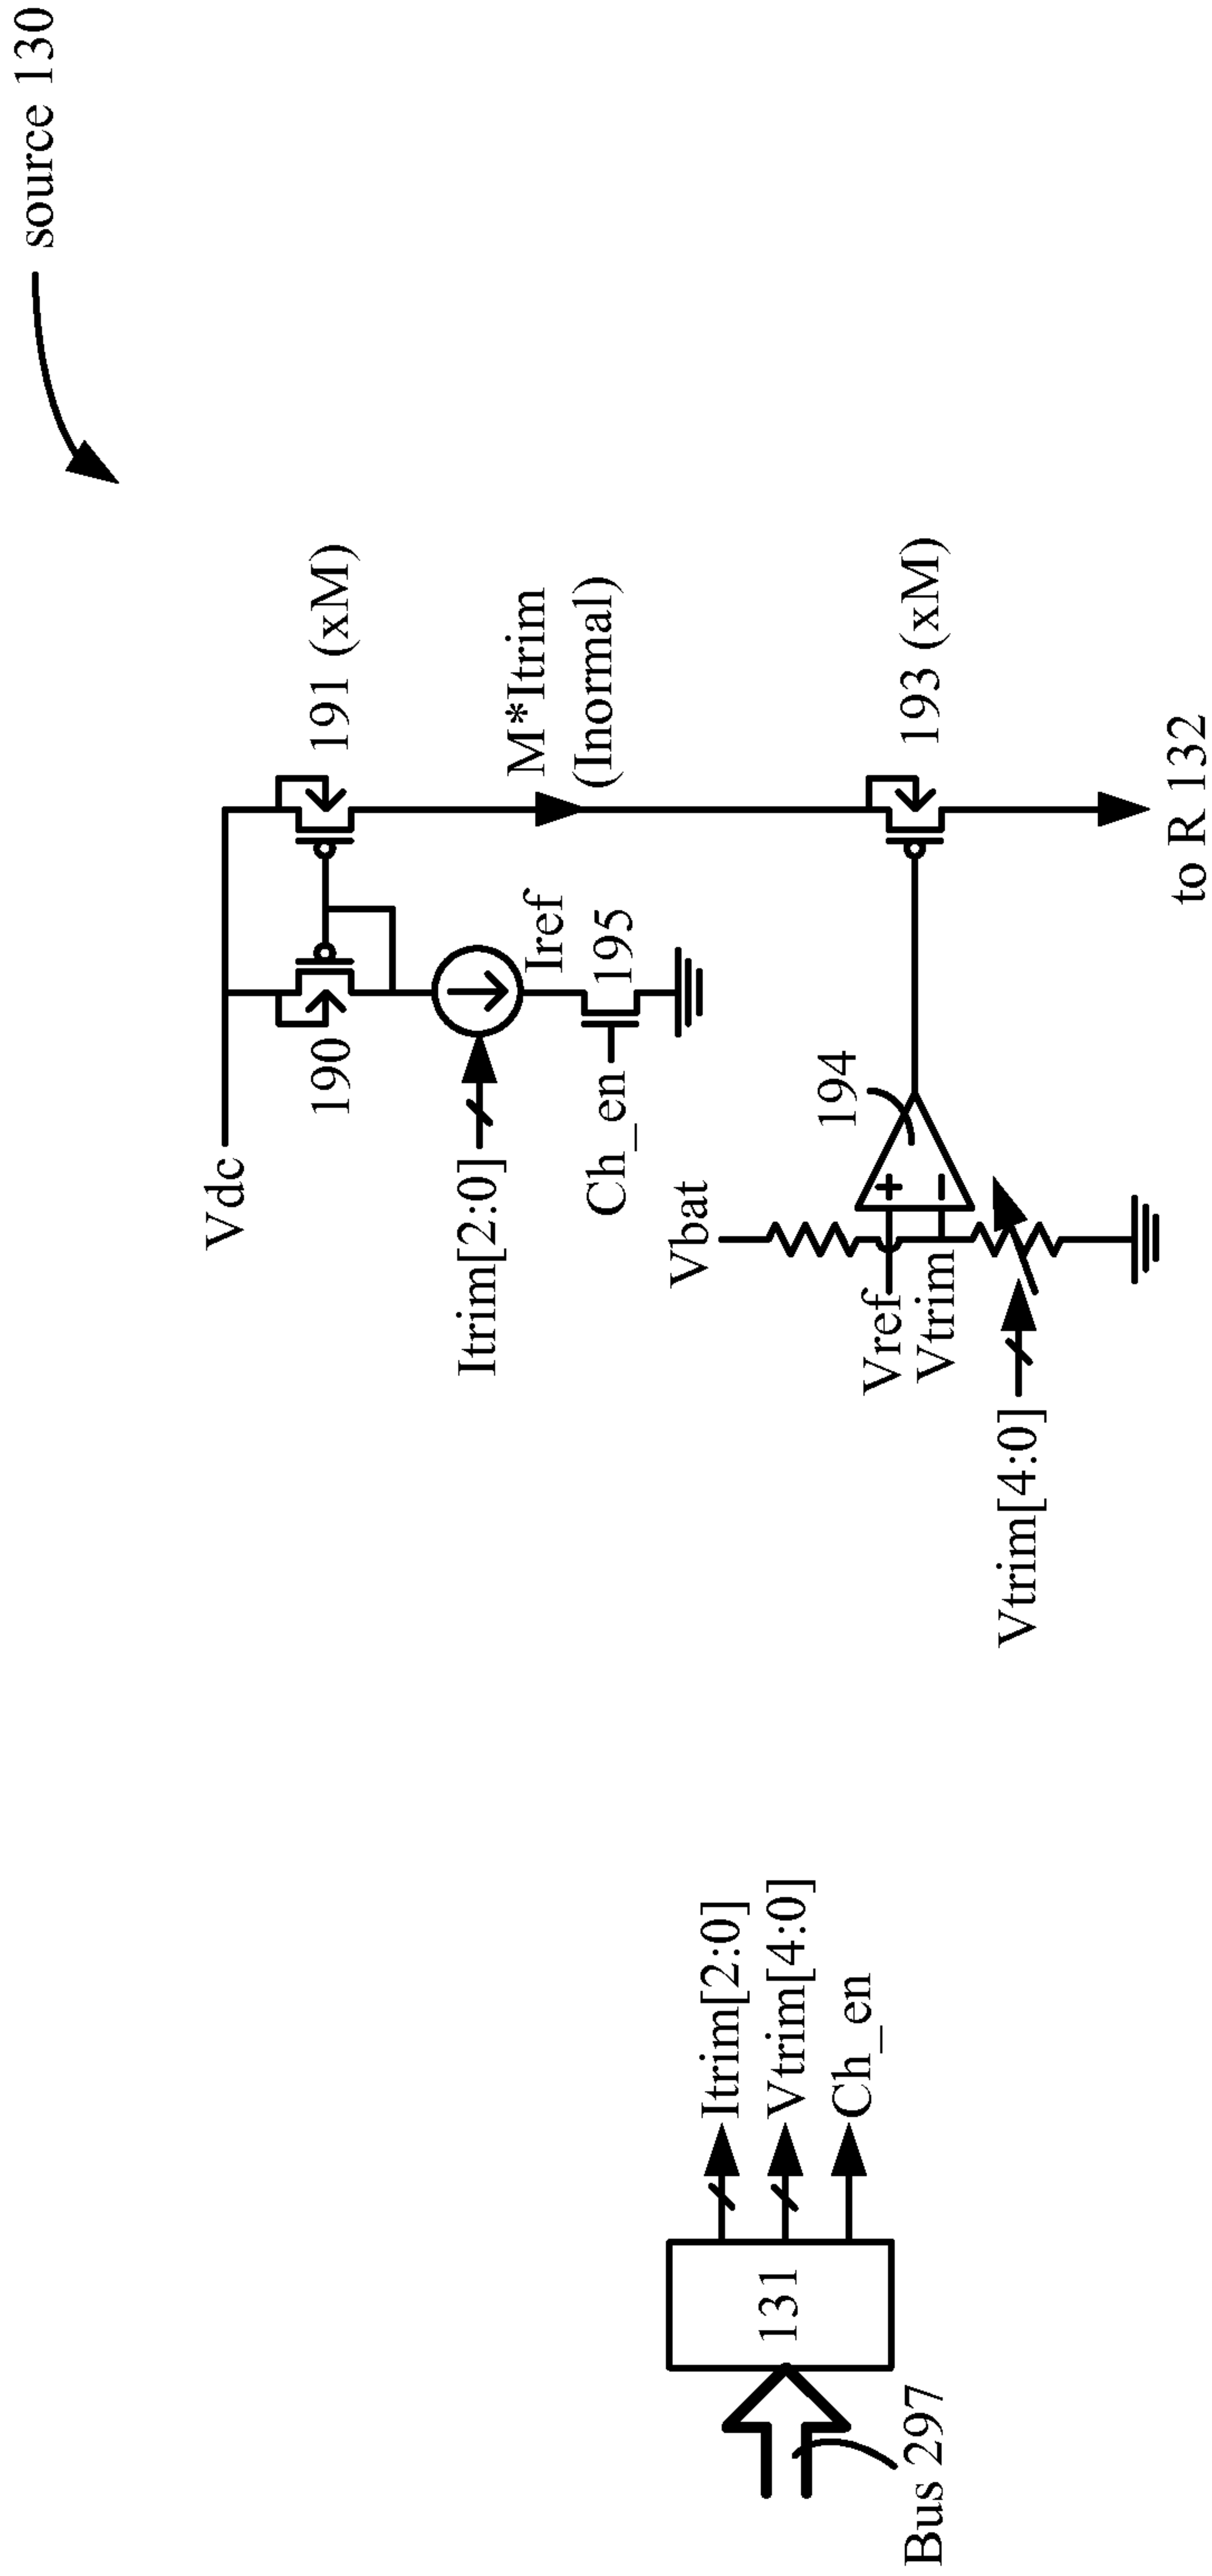 source 130
Vdc
190
191 (xM)
Itrim[2:0]
Iref
M*Itrim
(Inormal)
Ch_en
195
Vbat
194
193 (xM)
Vref
+
Vtrim
−
Vtrim[4:0]
to R 132
Bus 297
131
Itrim[2:0]
Vtrim[4:0]
Ch_en